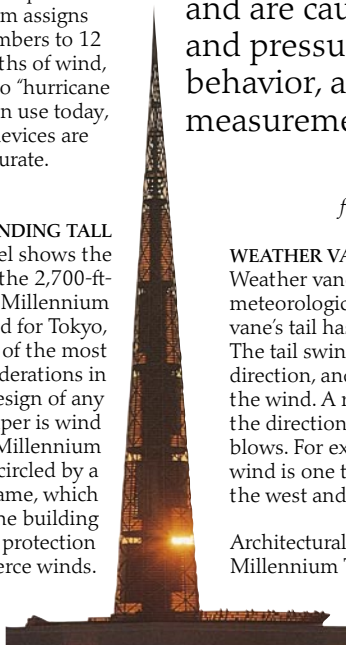 m assigns
mbers to 12
ths of wind,
o “hurricane
n use today,
evices are
urate.
NDING TALL
el shows the
the 2,700-ft-
Millennium
d for Tokyo,
of the most
derations in
esign of any
per is wind
Millennium
circled by a
ame, which
ne building
protection
erce winds.
and are cau
and pressu
behavior, a
measureme
f
WEATHER VA
Weather van
meteorologic
vane’s tail ha
The tail swin
direction, and
the wind. A r
the direction
blows. For ex
wind is one t
the west and
Architectural
Millennium T